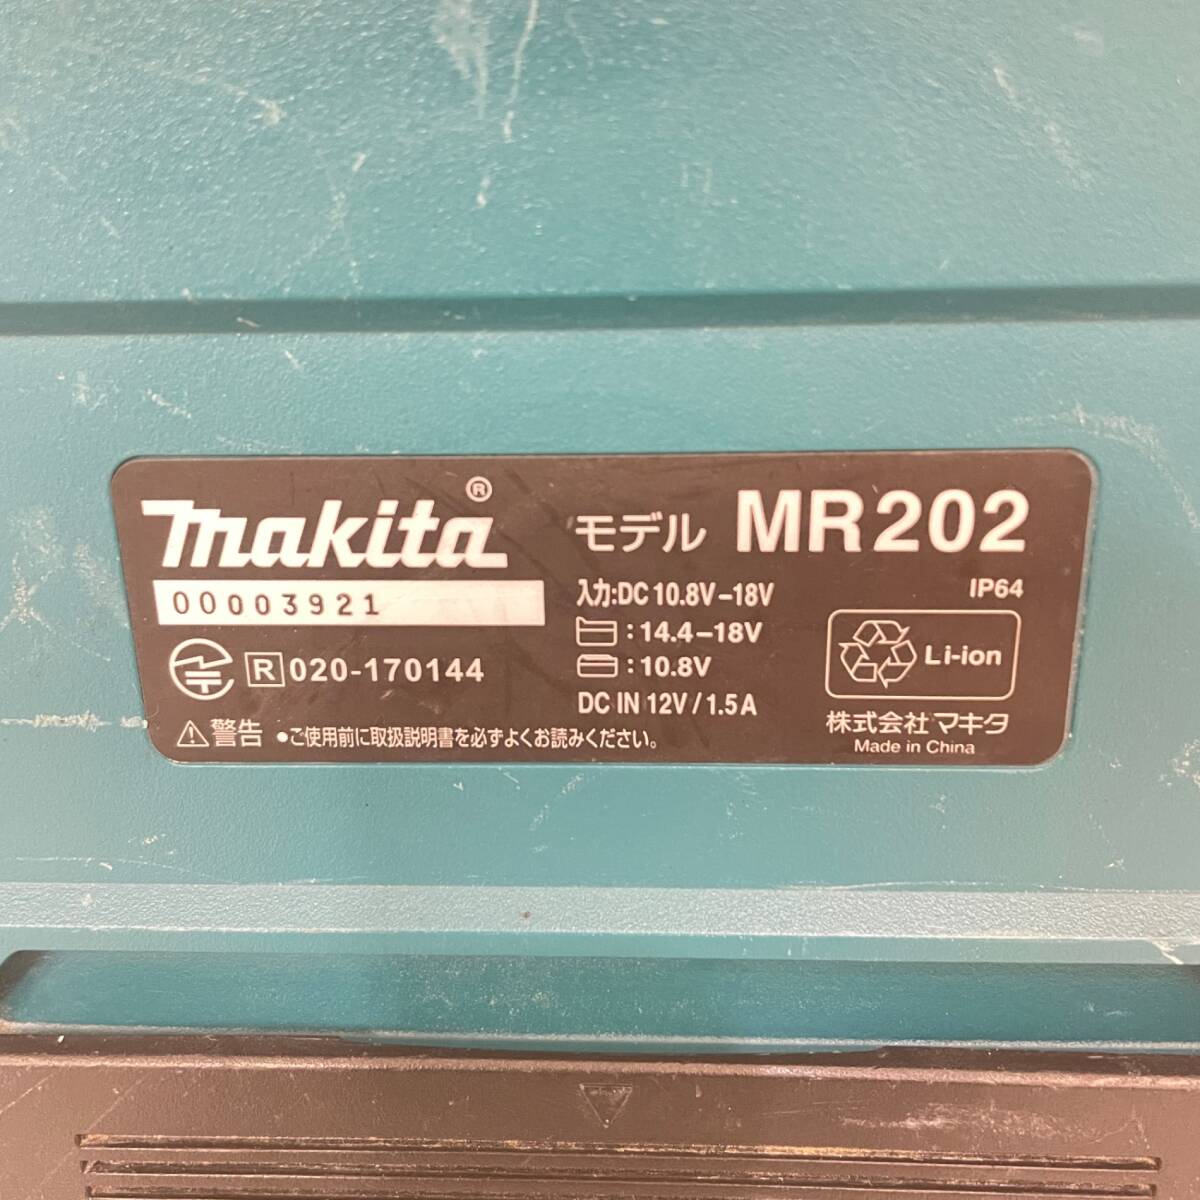 makita®
モデル MR202
00003921
入力:DC 10.8V-18V
IP64
: 14.4-18V
: 10.8V
R 020-170144
DC IN 12V / 1.5A
Li-ion
⚠警告 ●ご使用前に取扱説明書を必ずよくお読みください。
株式会社 マキタ
Made in China